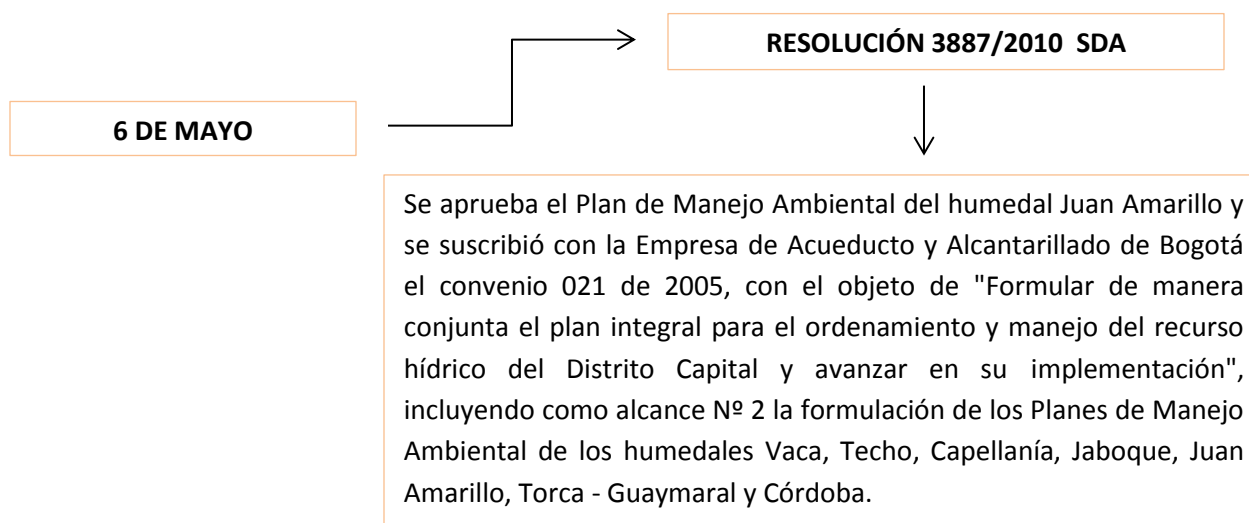 RESOLUCIÓN 3887/2010 SDA
6 DE MAYO
Se aprueba el Plan de Manejo Ambiental del humedal Juan Amarillo y
se suscribió con la Empresa de Acueducto y Alcantarillado de Bogotá
el convenio 021 de 2005, con el objeto de "Formular de manera
conjunta el plan integral para el ordenamiento y manejo del recurso
hídrico del Distrito Capital y avanzar en su implementación",
incluyendo como alcance Nº 2 la formulación de los Planes de Manejo
Ambiental de los humedales Vaca, Techo, Capellanía, Jaboque, Juan
Amarillo, Torca - Guaymaral y Córdoba.